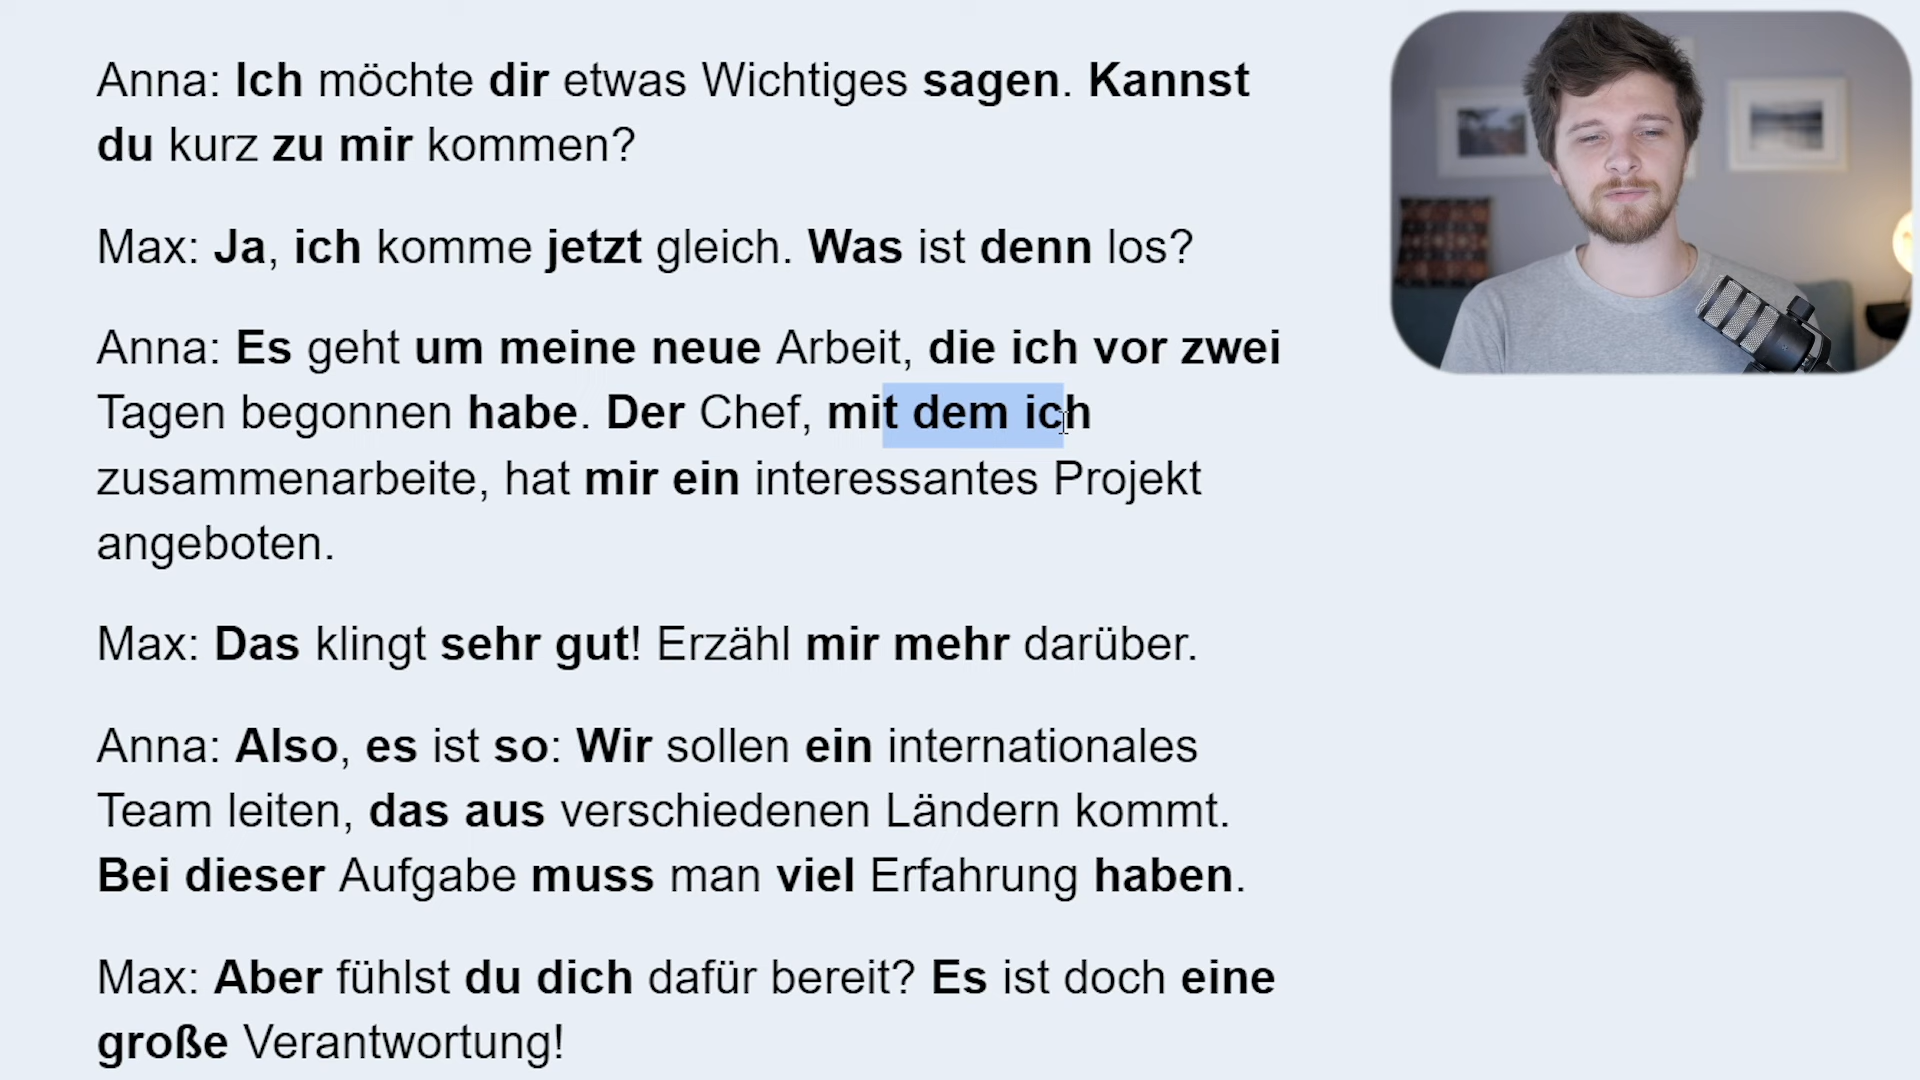 Anna: Ich möchte dir etwas Wichtiges sagen. Kannst
du kurz zu mir kommen?
Max: Ja, ich komme jetzt gleich. Was ist denn los?
Anna: Es geht um meine neue Arbeit, die ich vor zwei
Tagen begonnen habe. Der Chef, mit dem ich
zusammenarbeite, hat mir ein interessantes Projekt
angeboten.
Max: Das klingt sehr gut! Erzähl mir mehr darüber.
Anna: Also, es ist so: Wir sollen ein internationales
Team leiten, das aus verschiedenen Ländern kommt.
Bei dieser Aufgabe muss man viel Erfahrung haben.
Max: Aber fühlst du dich dafür bereit? Es ist doch eine
große Verantwortung!